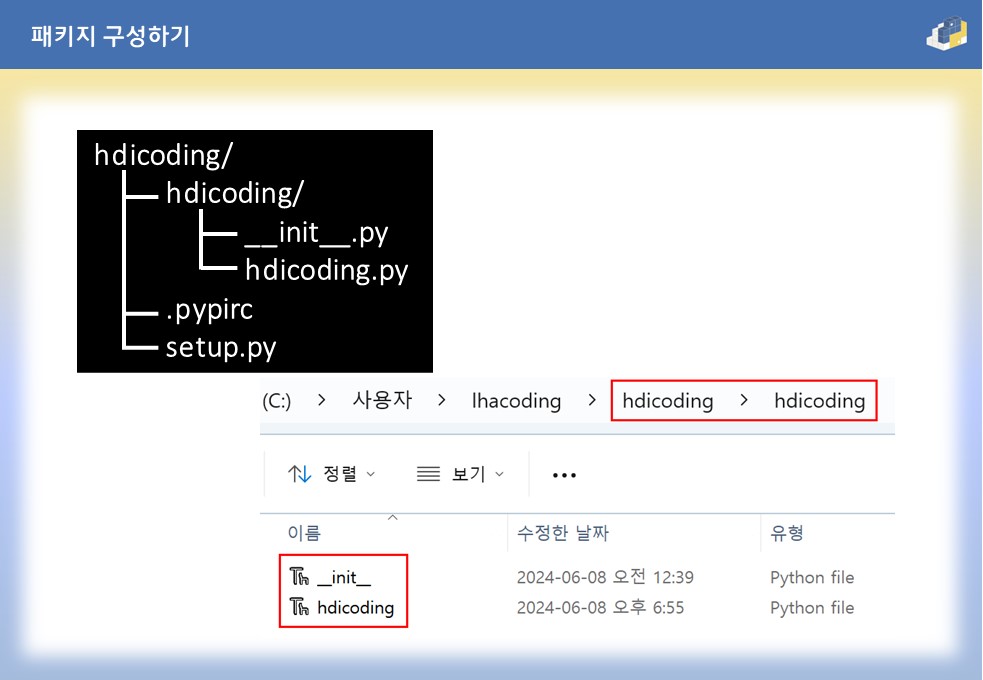 패키지 구성하기
hdicoding/
hdicoding/
__init__.py
hdicoding.py
.pypirc
setup.py
(C:) > 사용자 > lhacoding > hdicoding > hdicoding
정렬 보기 ...
이름 수정한 날짜 유형
__init__ 2024-06-08 오전 12:39 Python file
hdicoding 2024-06-08 오후 6:55 Python file